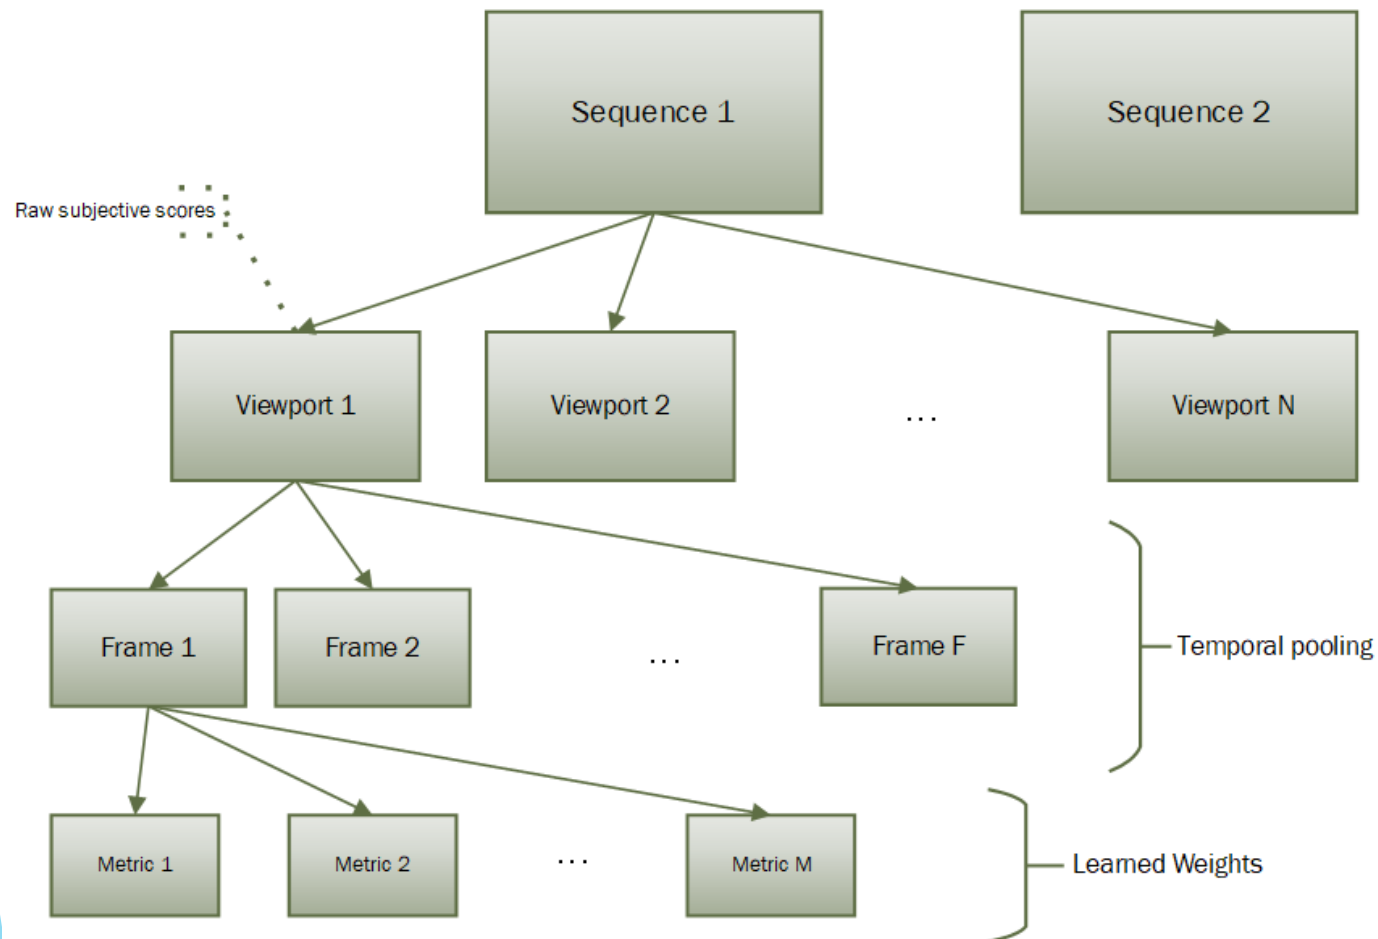 Sequence 1
Sequence 2
Raw subjective scores
Viewport 1
Viewport 2
...
Viewport N
Frame 1
Frame 2
...
Frame F
Temporal pooling
Metric 1
Metric 2
...
Metric M
Learned Weights